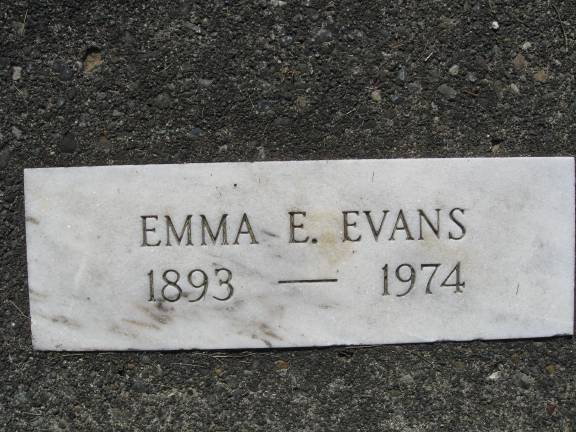 EMMA E. EVANS
1893 — 1974